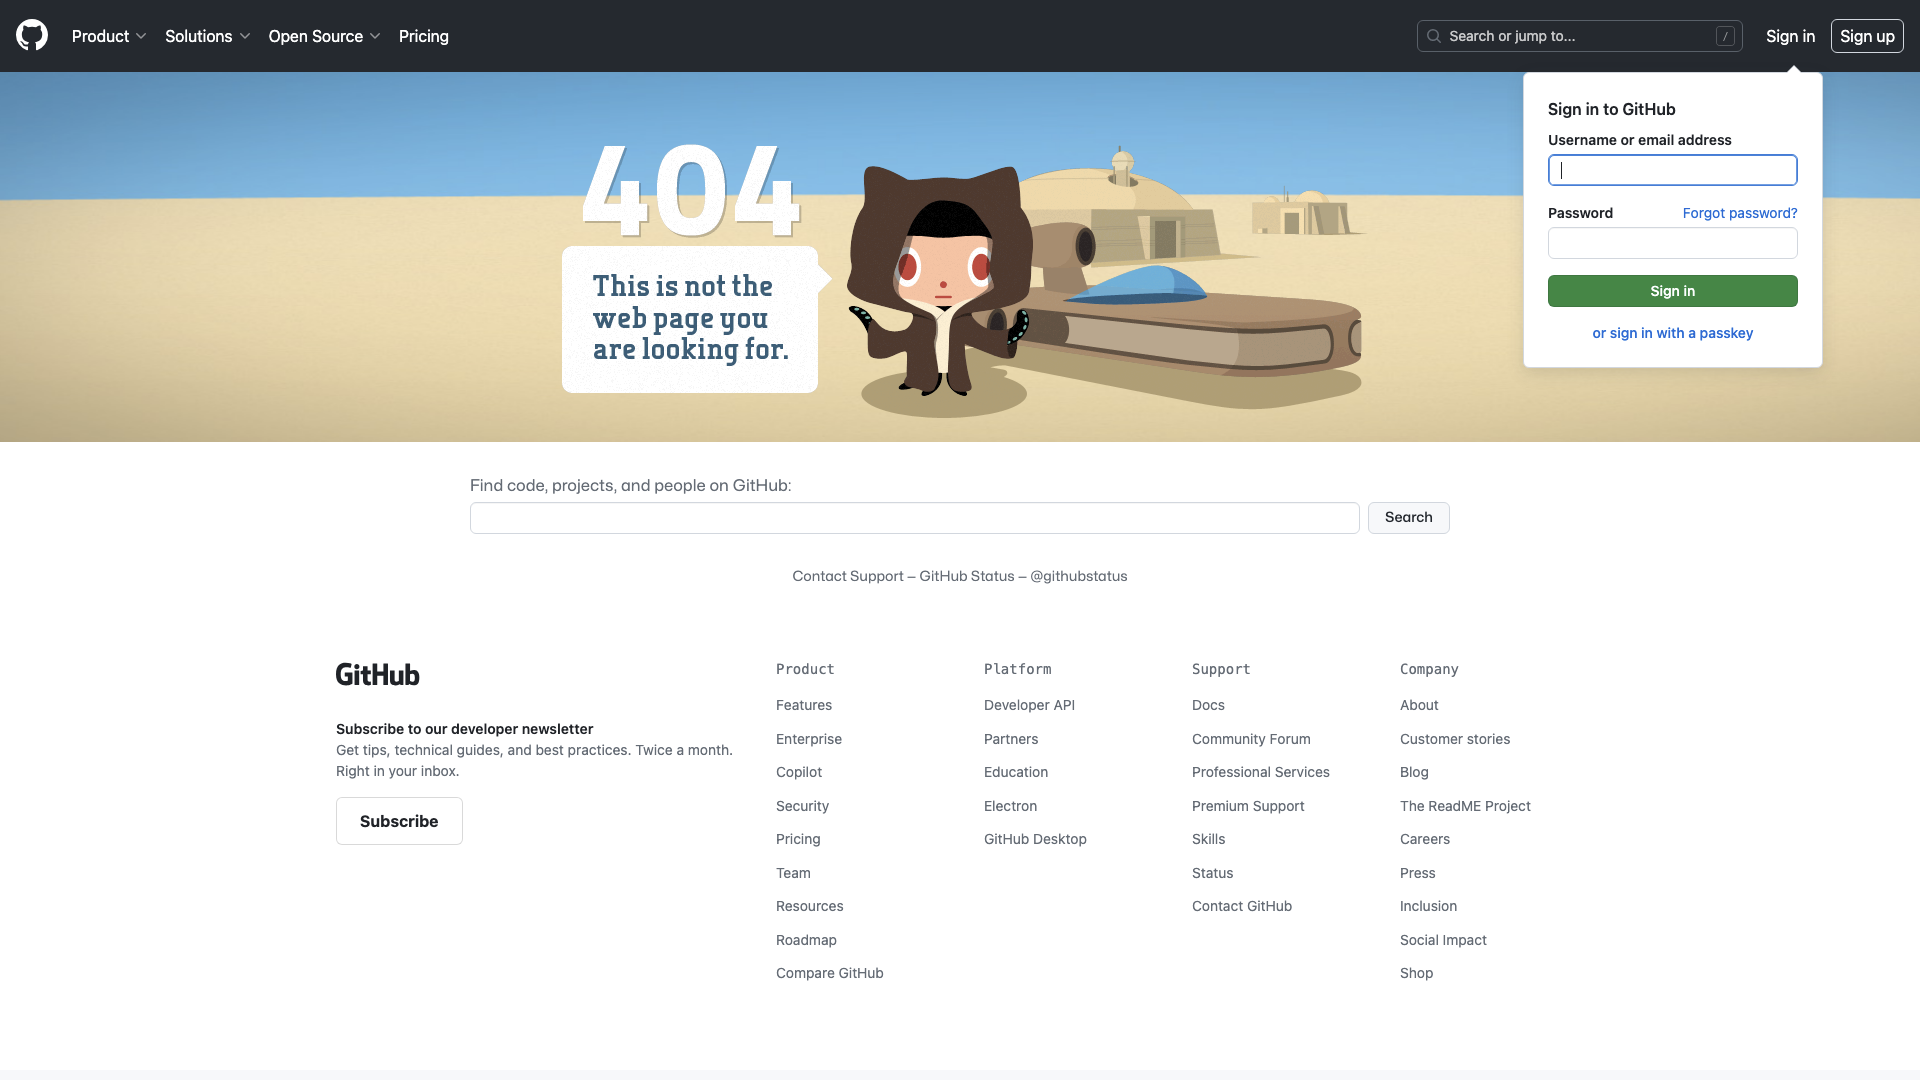 Product
Solutions
Open Source
Pricing
Search or jump to...
/
Sign in
Sign up
404
This is not the
web page you
are looking for.
Sign in to GitHub
Username or email address
Password
Forgot password?
Sign in
or sign in with a passkey
Find code, projects, and people on GitHub:
Search
Contact Support — GitHub Status — @githubstatus
GitHub
Subscribe to our developer newsletter
Get tips, technical guides, and best practices. Twice a month.
Right in your inbox.
Subscribe
Product
Features
Enterprise
Copilot
Security
Pricing
Team
Resources
Roadmap
Compare GitHub
Platform
Developer API
Partners
Education
Electron
GitHub Desktop
Support
Docs
Community Forum
Professional Services
Premium Support
Skills
Status
Contact GitHub
Company
About
Customer stories
Blog
The ReadME Project
Careers
Press
Inclusion
Social Impact
Shop